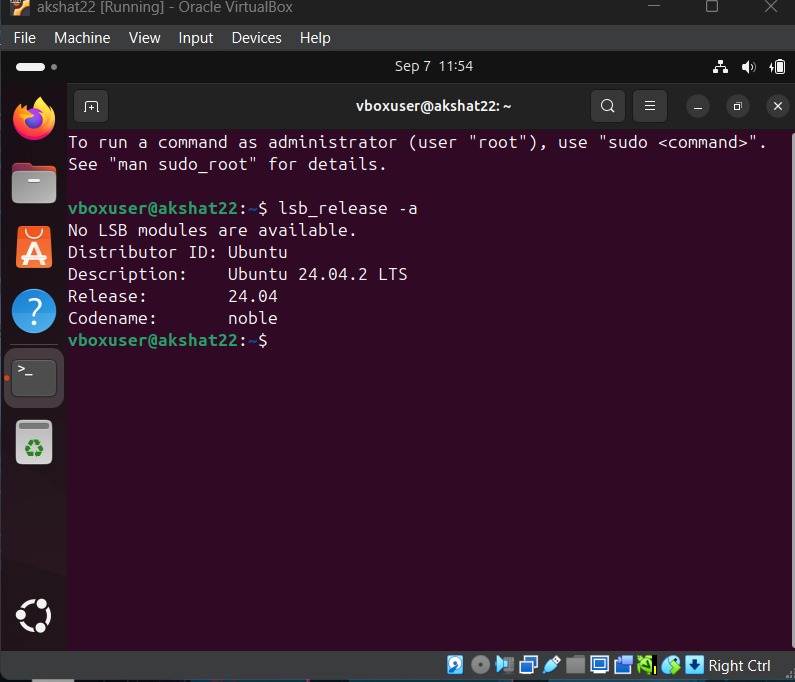 akshat22 [Running] - Oracle VirtualBox
File Machine View Input Devices Help
Sep 7 11:54
vboxuser@akshat22: ~
To run a command as administrator (user "root"), use "sudo <command>".
See "man sudo_root" for details.
vboxuser@akshat22:~$ lsb_release -a
No LSB modules are available.
Distributor ID: Ubuntu
Description: Ubuntu 24.04.2 LTS
Release: 24.04
Codename: noble
vboxuser@akshat22:~$
Right Ctrl